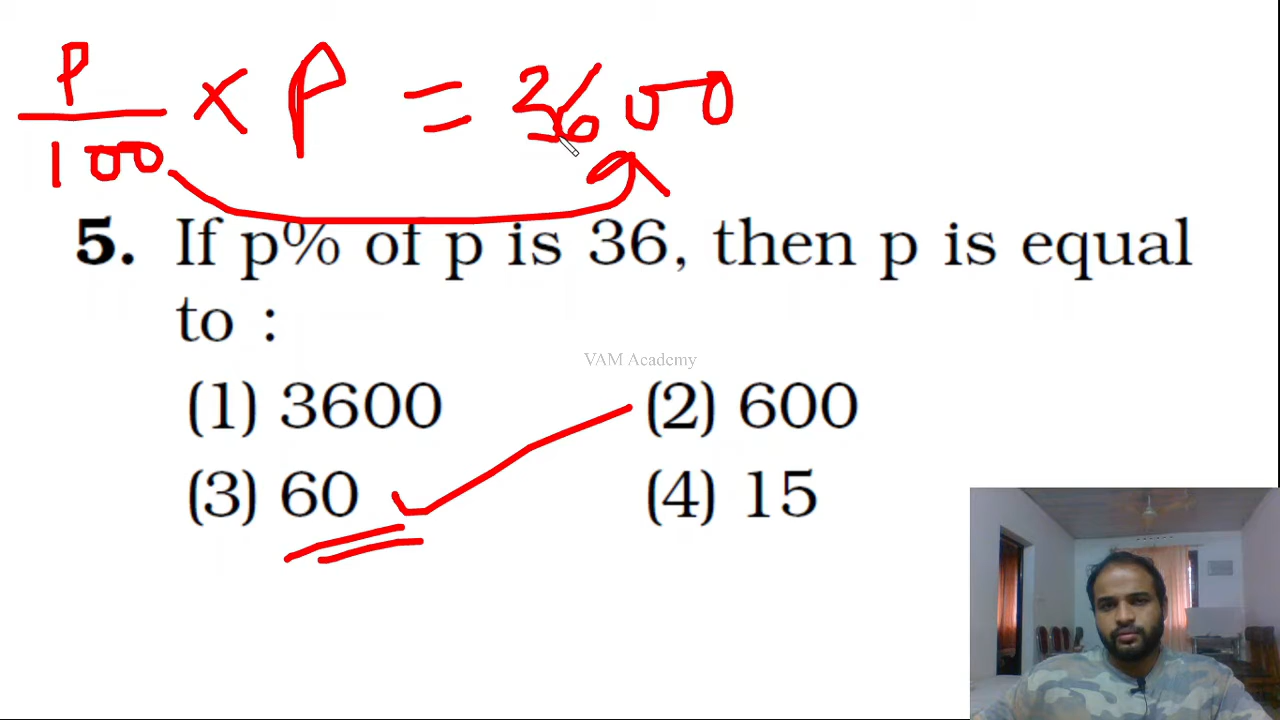 p × P = 3600
100
5. If p% of p is 36, then p is equal
to :
VAM Academy
(1) 3600 (2) 600
(3) 60 (4) 15